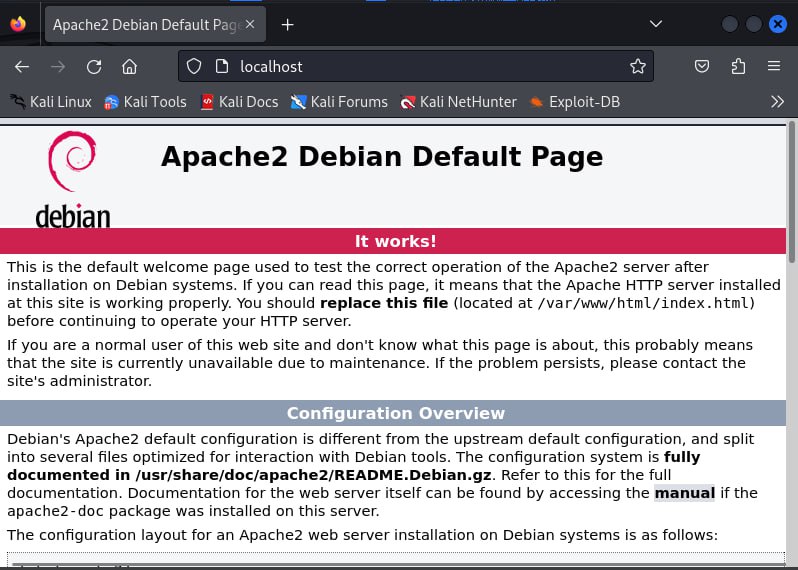 Apache2 Debian Default Page
localhost
Kali Linux Kali Tools Kali Docs Kali Forums Kali NetHunter Exploit-DB
Apache2 Debian Default Page
debian
It works!
This is the default welcome page used to test the correct operation of the Apache2 server after
installation on Debian systems. If you can read this page, it means that the Apache HTTP server installed
at this site is working properly. You should replace this file (located at /var/www/html/index.html)
before continuing to operate your HTTP server.
If you are a normal user of this web site and don't know what this page is about, this probably means
that the site is currently unavailable due to maintenance. If the problem persists, please contact the
site's administrator.
Configuration Overview
Debian's Apache2 default configuration is different from the upstream default configuration, and split
into several files optimized for interaction with Debian tools. The configuration system is fully
documented in /usr/share/doc/apache2/README.Debian.gz. Refer to this for the full
documentation. Documentation for the web server itself can be found by accessing the manual if the
apache2-doc package was installed on this server.
The configuration layout for an Apache2 web server installation on Debian systems is as follows: